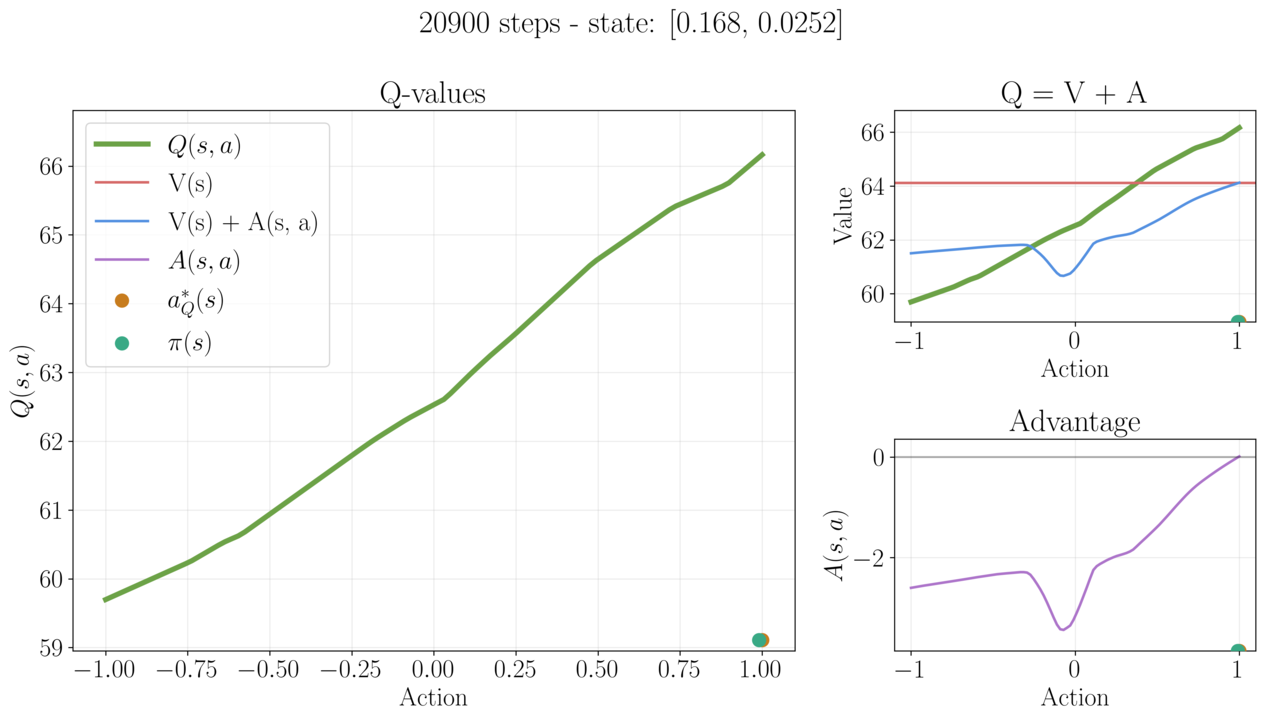 20900 steps - state: [0.168, 0.0252]
Q-values
Q(s, a)
V(s)
V(s) + A(s, a)
A(s, a)
a*_Q(s)
π(s)
Q(s, a)
66
65
64
63
62
61
60
59
−1.00 −0.75 −0.50 −0.25 0.00 0.25 0.50 0.75 1.00
Action
Q = V + A
Value
66
64
62
60
−1 0 1
Action
Advantage
A(s, a)
0
−2
−1 0 1
Action